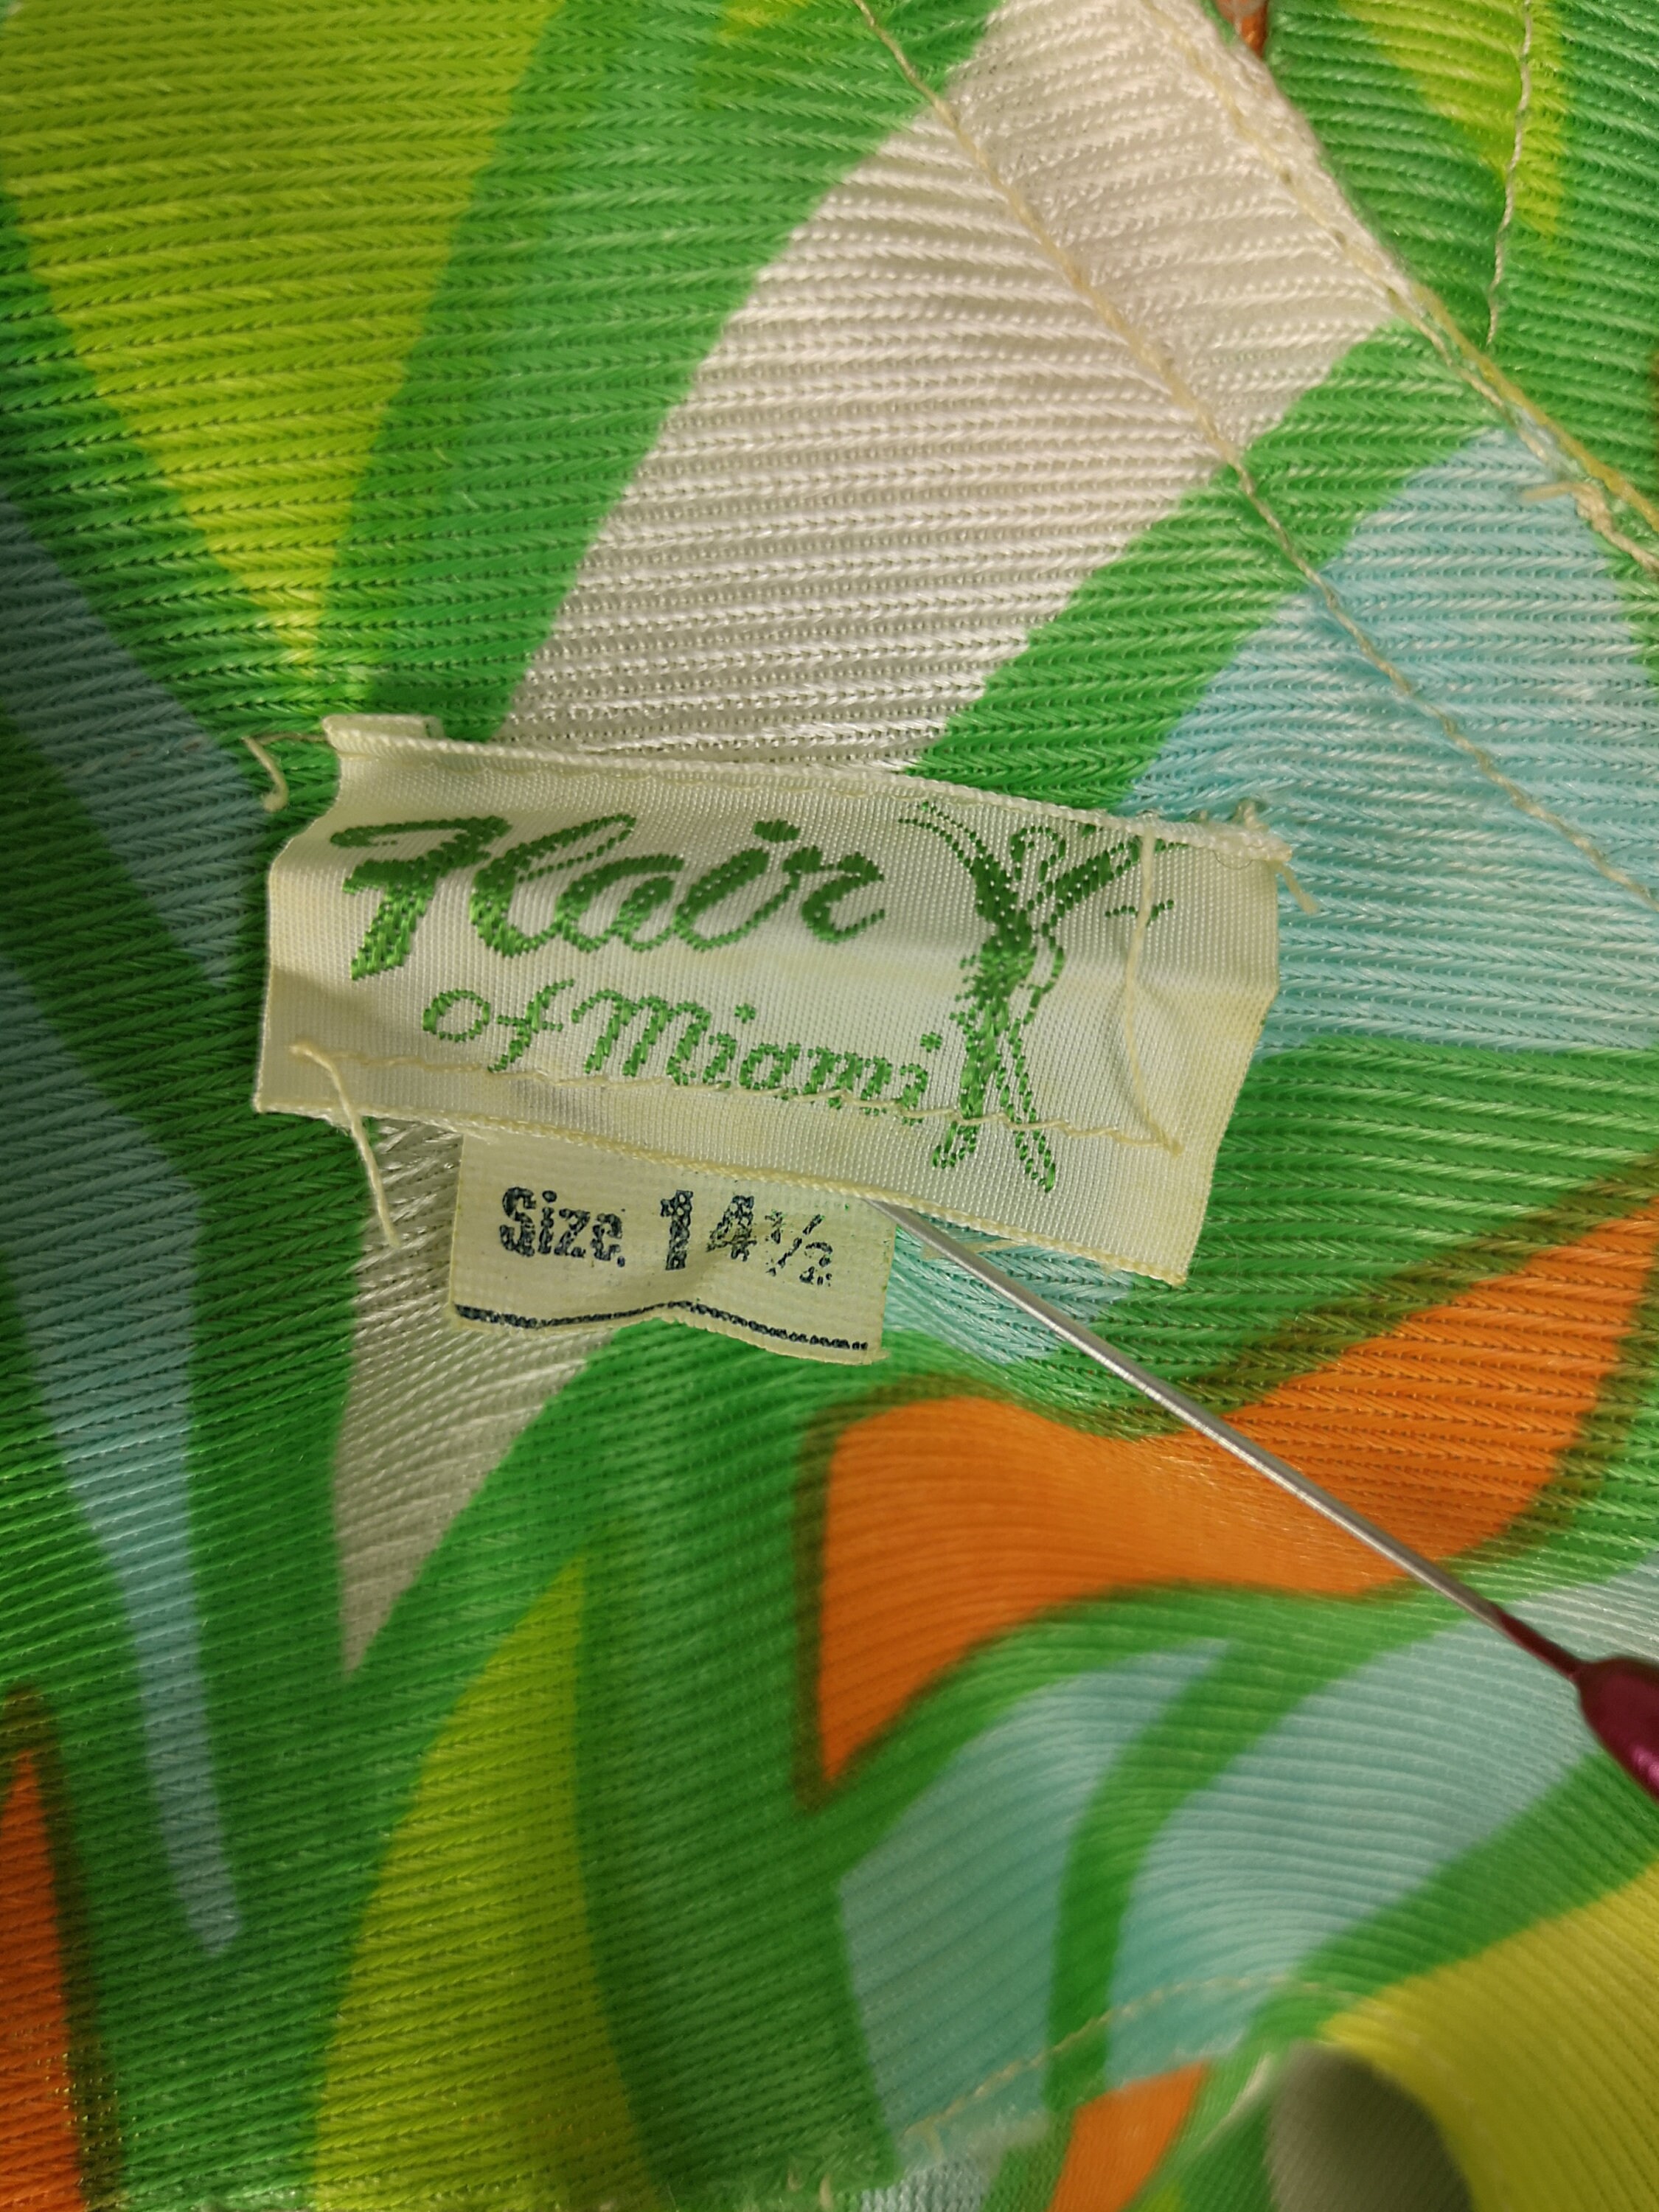 Flair
of Miami
Size 14½